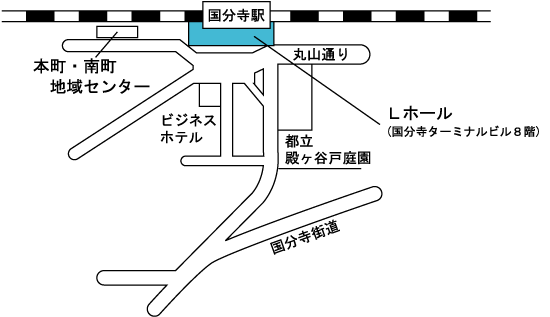 国分寺駅
丸山通り
本町・南町
地域センター
Lホール
(国分寺ターミナルビル８階)
ビジネス
ホテル
都立
殿ヶ谷戸庭園
国分寺街道